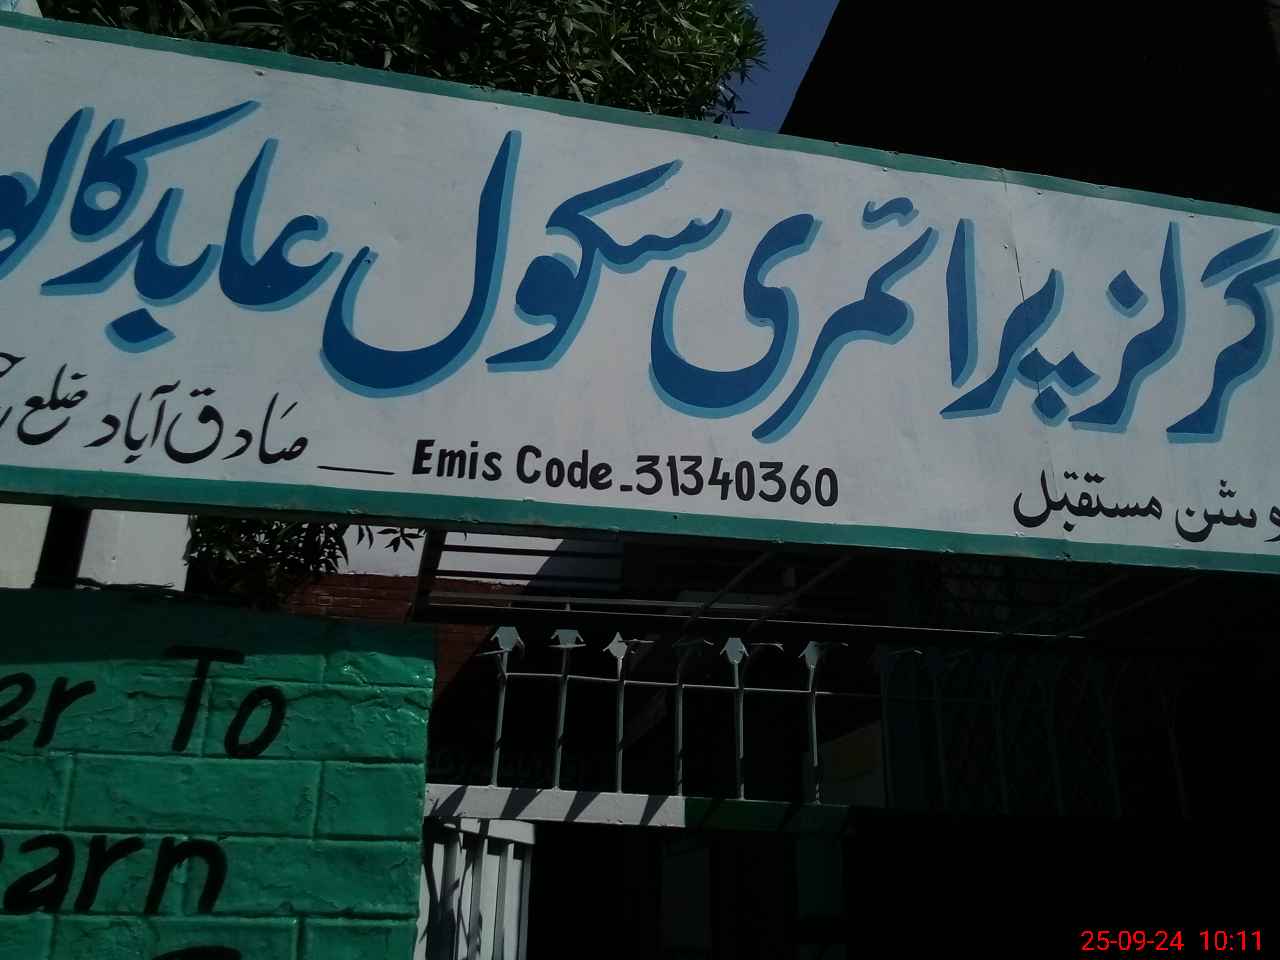 گرلز پرائمری سکول عابد کالو
روشن مستقبل Emis Code_31340360 صادق آباد ضلع
er To
arn
25-09-24 10:11